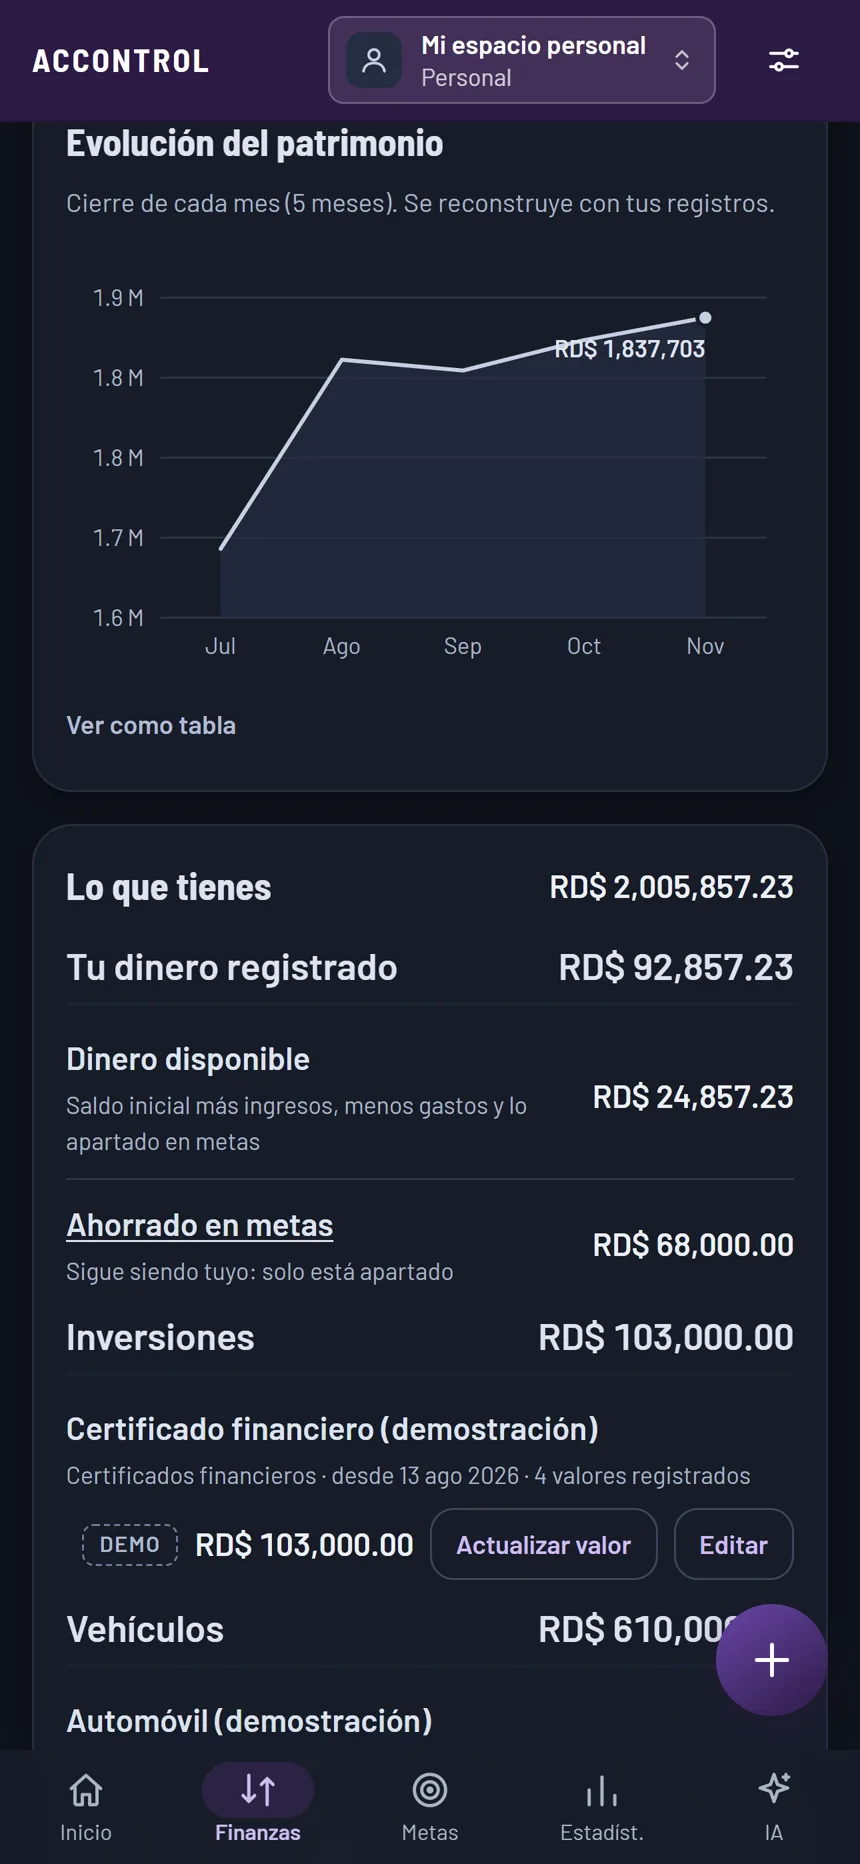 ACCONTROL
Mi espacio personal
Personal
Evolución del patrimonio
Cierre de cada mes (5 meses). Se reconstruye con tus registros.
1.9 M
RD$ 1,837,703
1.8 M
1.8 M
1.7 M
1.6 M
Jul Ago Sep Oct Nov
Ver como tabla
Lo que tienes RD$ 2,005,857.23
Tu dinero registrado RD$ 92,857.23
Dinero disponible
Saldo inicial más ingresos, menos gastos y lo
apartado en metas
RD$ 24,857.23
Ahorrado en metas
RD$ 68,000.00
Sigue siendo tuyo: solo está apartado
Inversiones RD$ 103,000.00
Certificado financiero (demostración)
Certificados financieros · desde 13 ago 2026 · 4 valores registrados
DEMO RD$ 103,000.00 Actualizar valor Editar
Vehículos RD$ 610,00
Automóvil (demostración)
Inicio Finanzas Metas Estadíst. IA